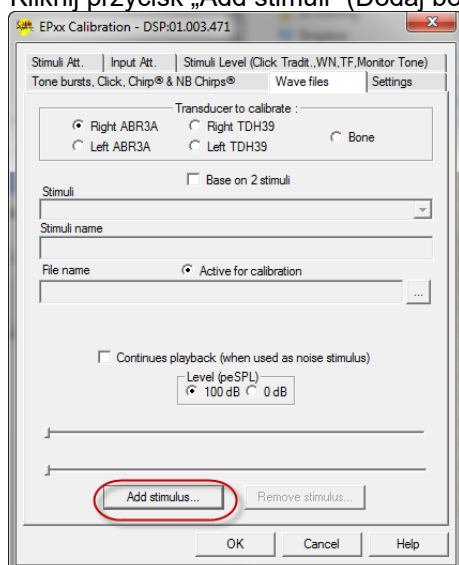 Kliknij przycisk „Add stimuli” (Dodaj bo
EPxx Calibration - DSP:01.003.471
Stimuli Att. Input Att. Stimuli Level (Click Tradit.,WN,TF,Monitor Tone)
Tone bursts, Click, Chirp® & NB Chirps® Wave files Settings
Transducer to calibrate :
Right ABR3A Right TDH39 Bone
Left ABR3A Left TDH39
Base on 2 stimuli
Stimuli
Stimuli name
File name Active for calibration
...
Continues playback (when used as noise stimulus)
Level (peSPL)
100 dB 0 dB
Add stimulus... Remove stimulus...
OK Cancel Help